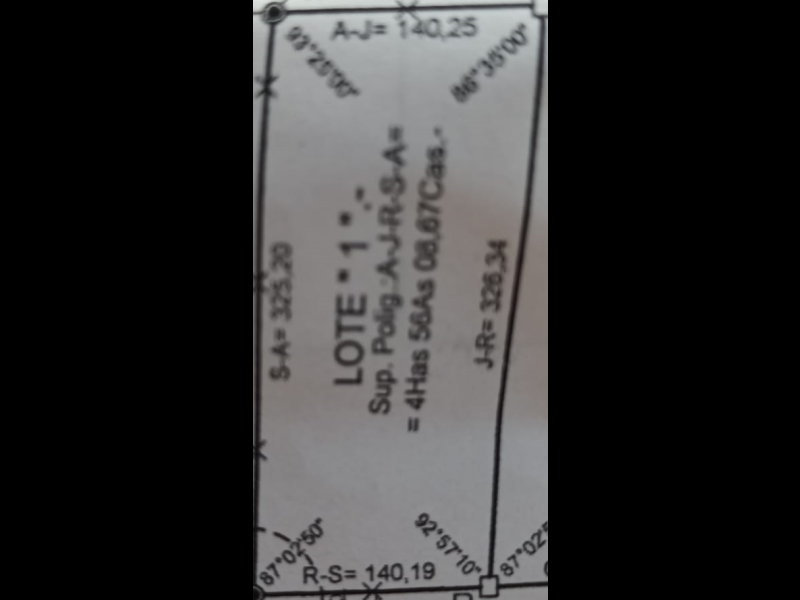 A-J= 140,25
93°25'00"
86°35'00"
S-A= 325,20
LOTE " 1 ".-
Sup. Polig.:A-J-R-S-A=
= 4Has 56As 08,67Cas.-
J-R= 326,34
87°02'50"
92°57'10"
R-S= 140,19